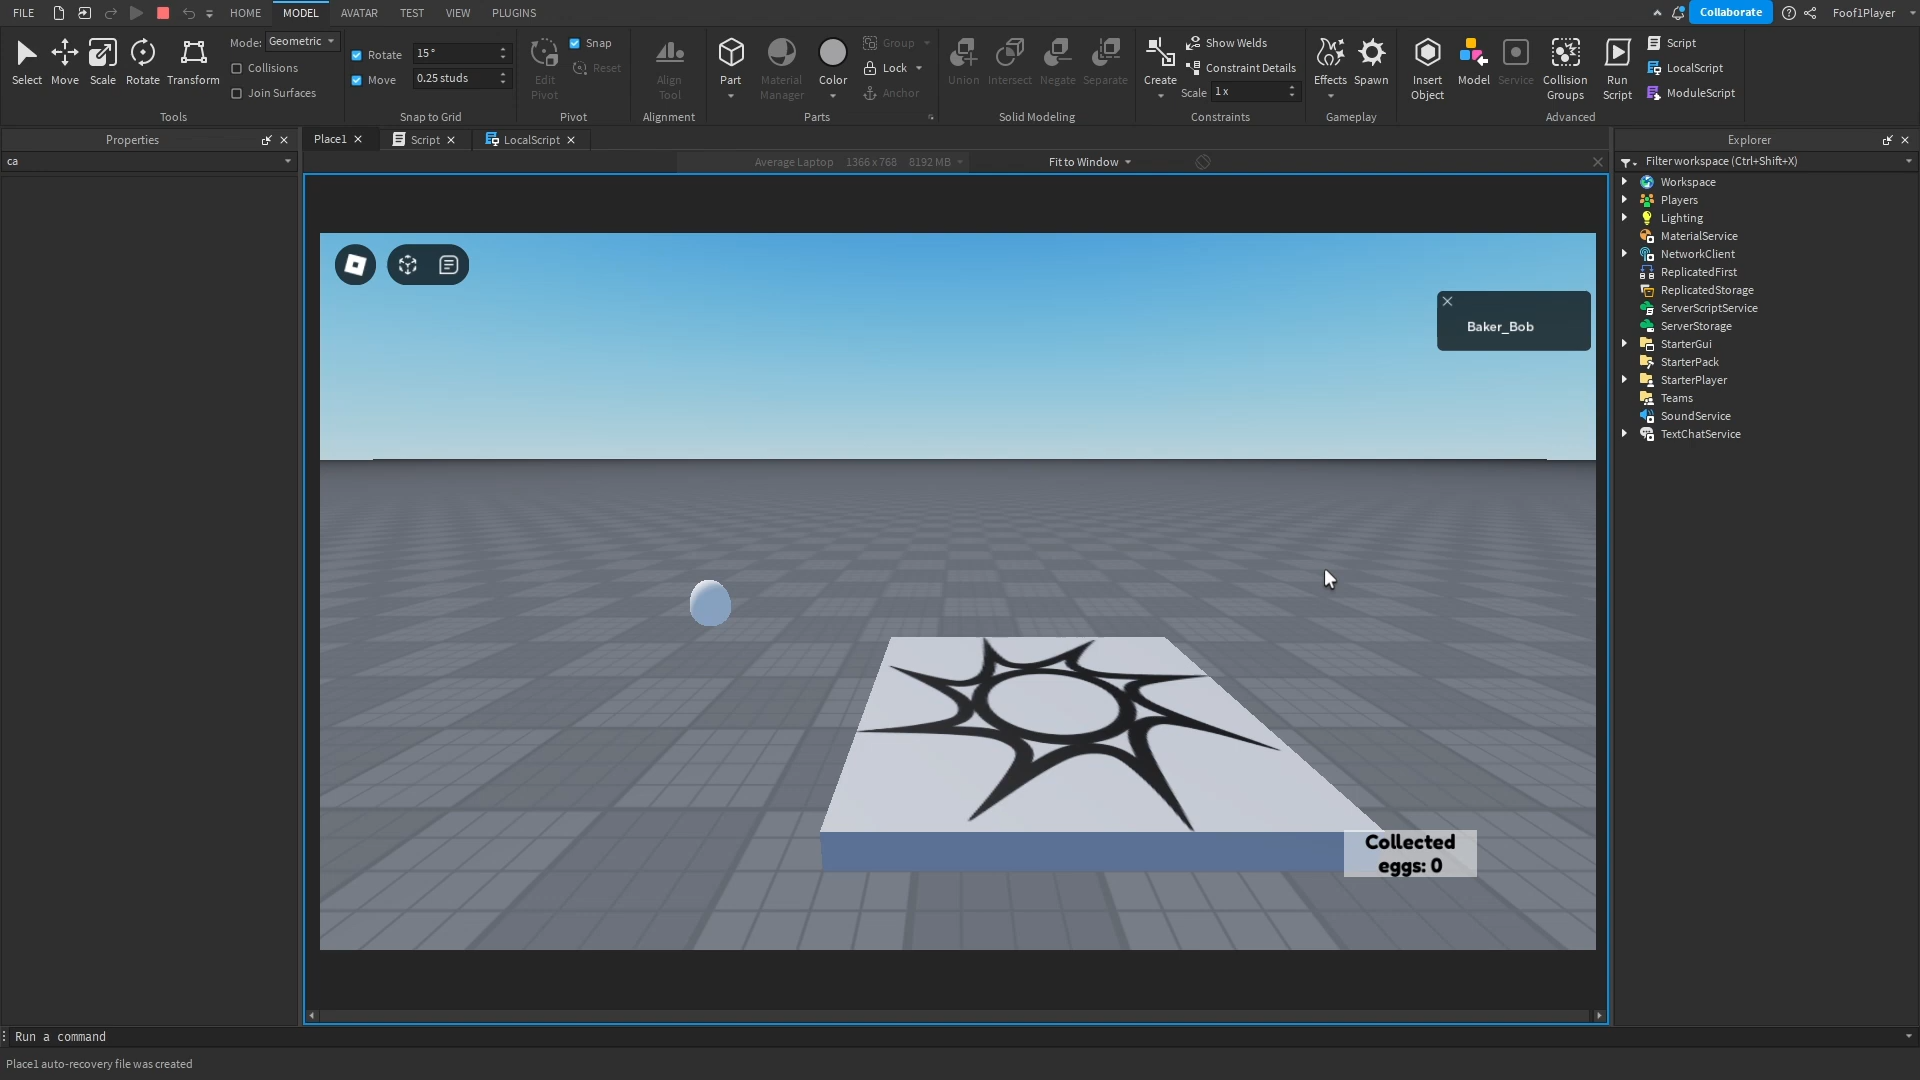 FILE
HOME
MODEL
AVATAR
TEST
VIEW
PLUGINS
Collaborate
Foof1Player
Select
Move
Scale
Rotate
Transform
Mode: Geometric
Collisions
Join Surfaces
Tools
Rotate 15°
Move 0.25 studs
Snap to Grid
Edit
Pivot
Snap
Reset
Pivot
Align
Tool
Alignment
Part
Material
Manager
Color
Group
Lock
Anchor
Parts
Union
Intersect
Negate
Separate
Solid Modeling
Create
Show Welds
Constraint Details
Scale 1 x
Constraints
Effects
Spawn
Gameplay
Insert
Object
Model
Service
Collision
Groups
Run
Script
Script
LocalScript
ModuleScript
Advanced
Properties
ca
Place1
Script
LocalScript
Average Laptop 1366 x 768 8192 MB
Fit to Window
Baker_Bob
Collected
eggs: 0
Explorer
Filter workspace (Ctrl+Shift+X)
Workspace
Players
Lighting
MaterialService
NetworkClient
ReplicatedFirst
ReplicatedStorage
ServerScriptService
ServerStorage
StarterGui
StarterPack
StarterPlayer
Teams
SoundService
TextChatService
Run a command
Place1 auto-recovery file was created